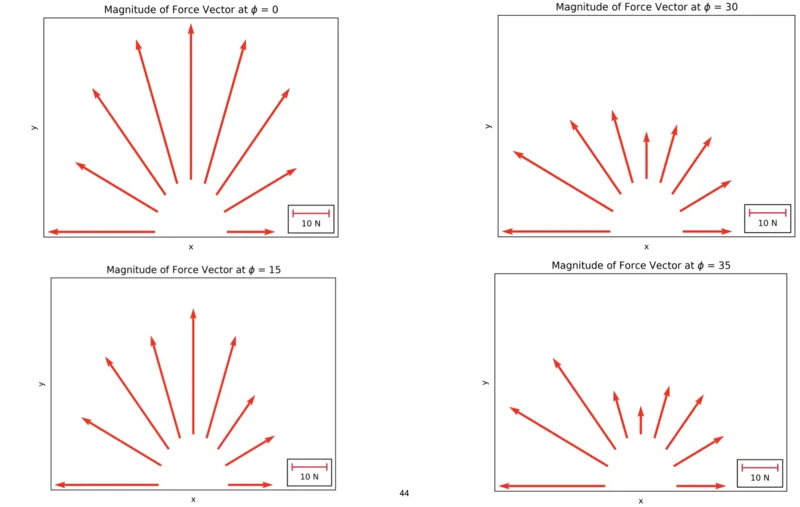 Magnitude of Force Vector at ϕ = 0
y
10 N
x
Magnitude of Force Vector at ϕ = 30
y
10 N
x
Magnitude of Force Vector at ϕ = 15
y
10 N
x
Magnitude of Force Vector at ϕ = 35
y
10 N
x
44